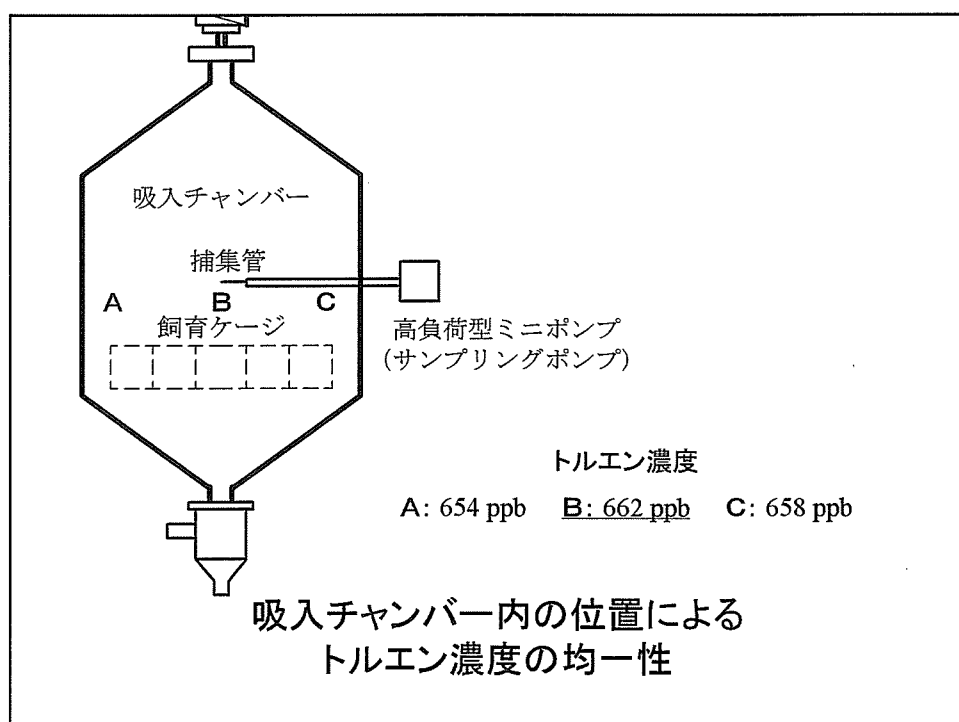 吸入チャンバー
捕集管
A B C
飼育ケージ
高負荷型ミニポンプ
(サンプリングポンプ)
トルエン濃度
A: 654 ppb B: 662 ppb C: 658 ppb
吸入チャンバー内の位置による
トルエン濃度の均一性